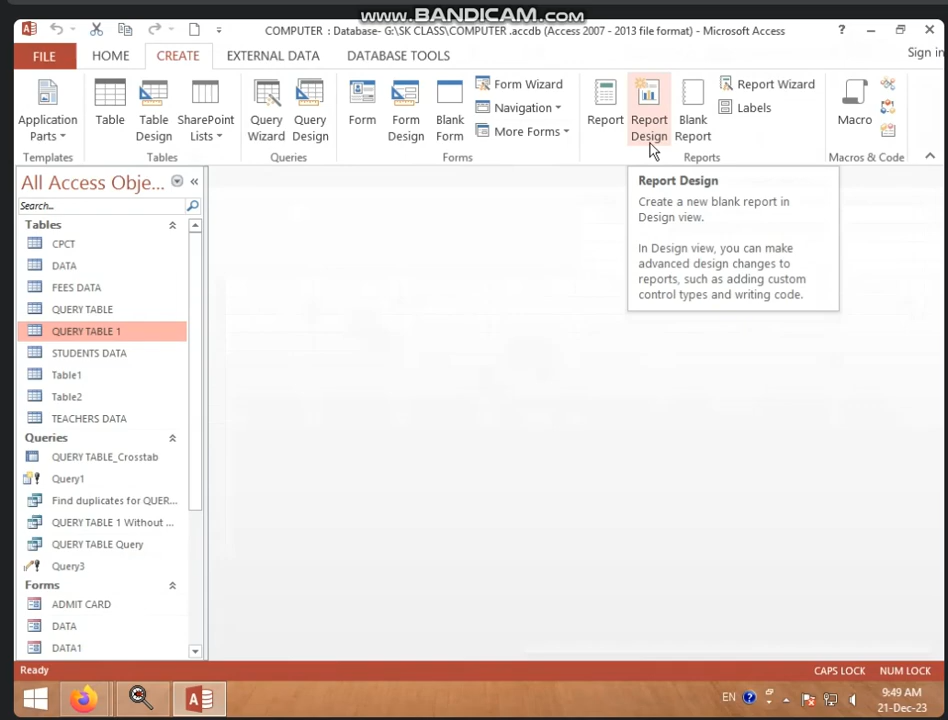 www.BANDICAM.com
COMPUTER : Database- G:\SK CLASS\COMPUTER .accdb (Access 2007 - 2013 file format) - Microsoft Access
?
FILE HOME CREATE EXTERNAL DATA DATABASE TOOLS Sign in
Application
Parts
Table
Table
Design
SharePoint
Lists
Query
Wizard
Query
Design
Form
Form
Design
Blank
Form
Form Wizard
Navigation
More Forms
Report
Report
Design
Blank
Report
Report Wizard
Labels
Macro
Templates Tables Queries Forms Reports Macros & Code
All Access Obje...
Search...
Tables
CPCT
DATA
FEES DATA
QUERY TABLE
QUERY TABLE 1
STUDENTS DATA
Table1
Table2
TEACHERS DATA
Queries
QUERY TABLE_Crosstab
Query1
Find duplicates for QUER...
QUERY TABLE 1 Without ...
QUERY TABLE Query
Query3
Forms
ADMIT CARD
DATA
DATA1
Report Design
Create a new blank report in
Design view.
In Design view, you can make
advanced design changes to
reports, such as adding custom
control types and writing code.
Ready CAPS LOCK NUM LOCK
EN
9:49 AM
21-Dec-23